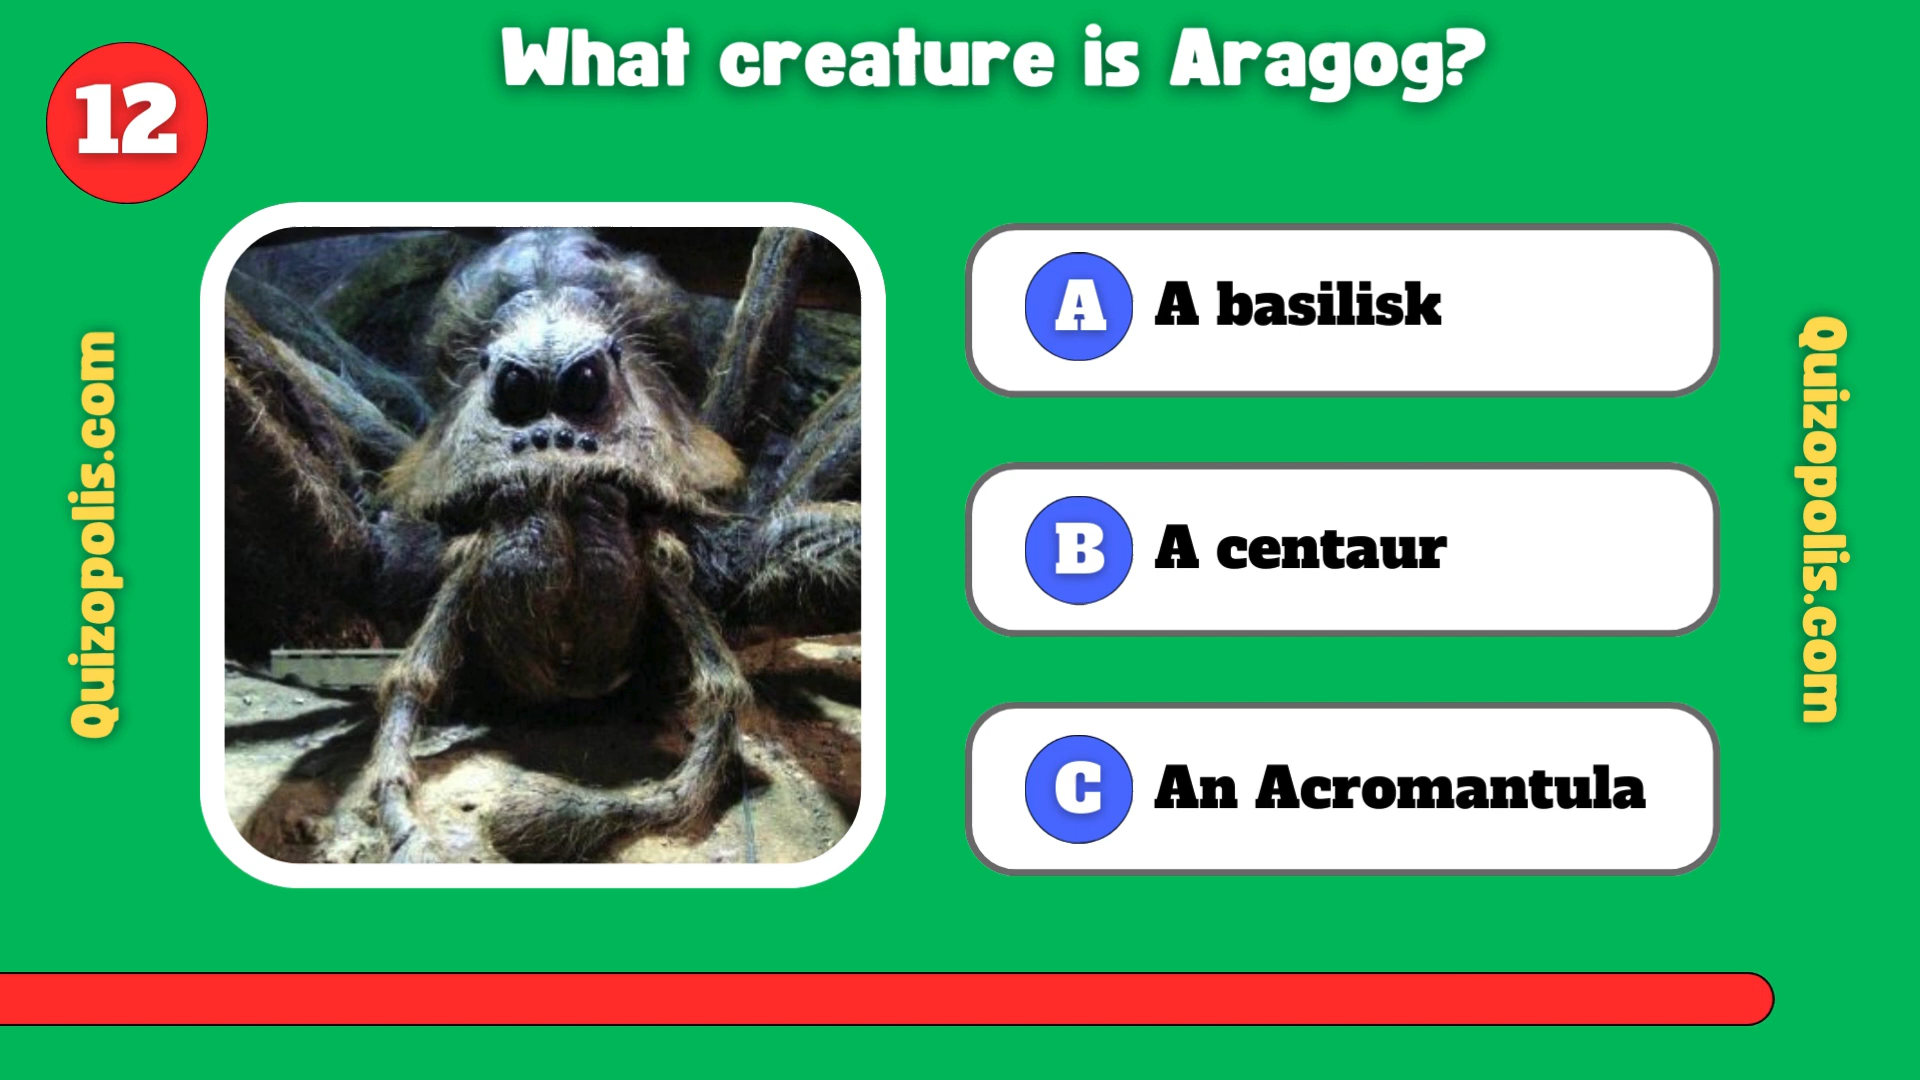 What creature is Aragog?
12
Quizopolis.com
A A basilisk
B A centaur
C An Acromantula
Quizopolis.com